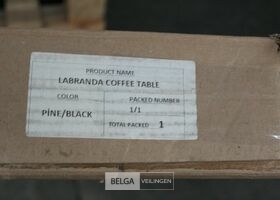 PRODUCT NAME
LABRANDA COFFEE TABLE
COLOR
PINE/BLACK
PACKED NUMBER
1/1
TOTAL PACKED 1
BELGA VEILINGEN